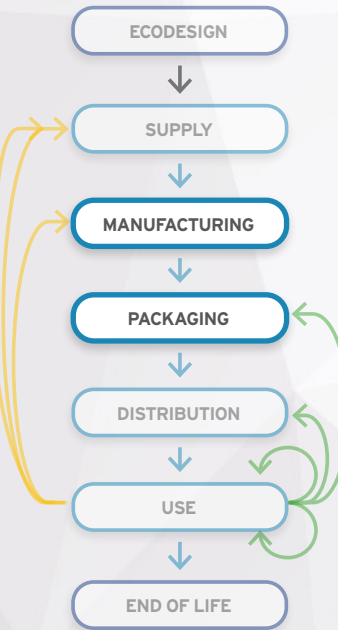 ECODESIGN
SUPPLY
MANUFACTURING
PACKAGING
DISTRIBUTION
USE
END OF LIFE